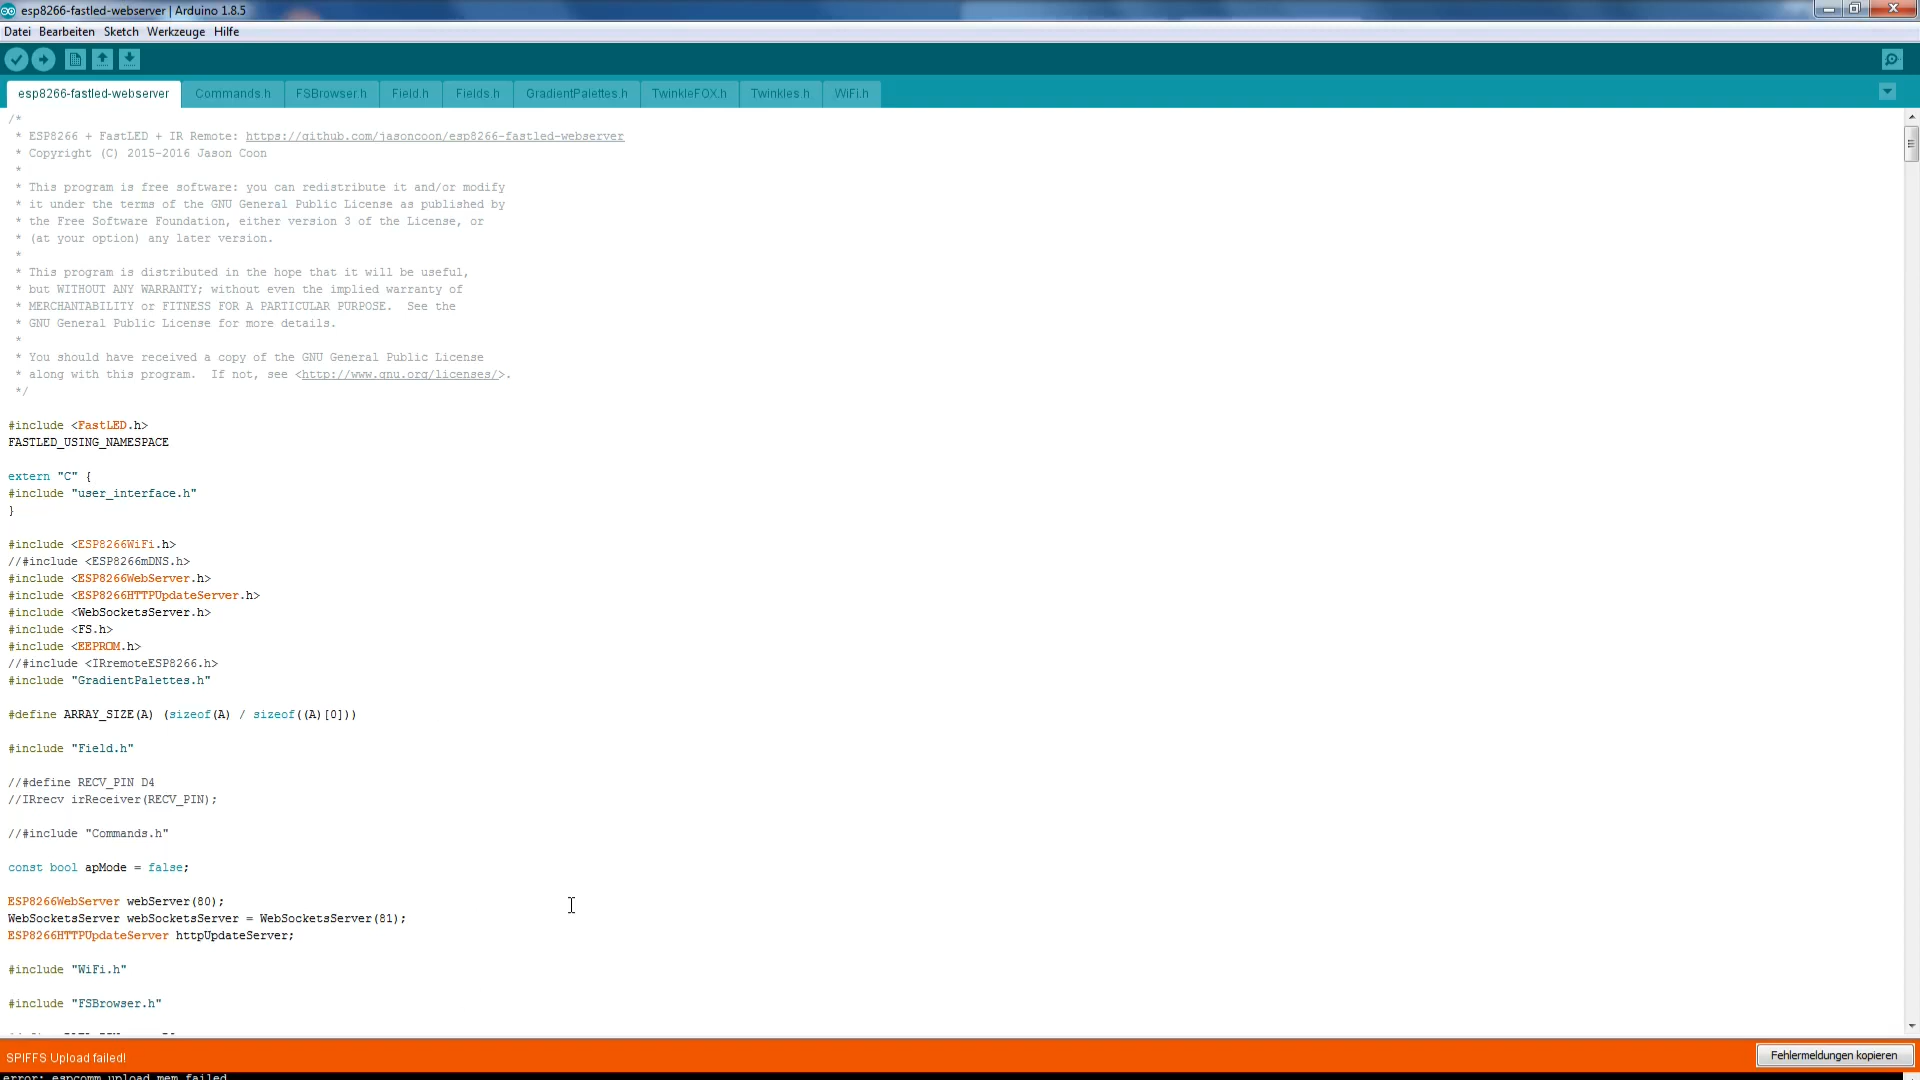 esp8266-fastled-webserver | Arduino 1.8.5
Datei Bearbeiten Sketch Werkzeuge Hilfe
esp8266-fastled-webserver Commands.h FSBrowser.h Field.h Fields.h GradientPalettes.h TwinkleFOX.h Twinkles.h WiFi.h
/*
* ESP8266 + FastLED + IR Remote: https://github.com/jasoncoon/esp8266-fastled-webserver
* Copyright (C) 2015-2016 Jason Coon
*
* This program is free software: you can redistribute it and/or modify
* it under the terms of the GNU General Public License as published by
* the Free Software Foundation, either version 3 of the License, or
* (at your option) any later version.
*
* This program is distributed in the hope that it will be useful,
* but WITHOUT ANY WARRANTY; without even the implied warranty of
* MERCHANTABILITY or FITNESS FOR A PARTICULAR PURPOSE.  See the
* GNU General Public License for more details.
*
* You should have received a copy of the GNU General Public License
* along with this program.  If not, see <http://www.gnu.org/licenses/>.
*/
#include <FastLED.h>
FASTLED_USING_NAMESPACE
extern "C" {
#include "user_interface.h"
}
#include <ESP8266WiFi.h>
//#include <ESP8266mDNS.h>
#include <ESP8266WebServer.h>
#include <ESP8266HTTPUpdateServer.h>
#include <WebSocketsServer.h>
#include <FS.h>
#include <EEPROM.h>
//#include <IRremoteESP8266.h>
#include "GradientPalettes.h"
#define ARRAY_SIZE(A) (sizeof(A) / sizeof((A)[0]))
#include "Field.h"
//#define RECV_PIN D4
//IRrecv irReceiver(RECV_PIN);
//#include "Commands.h"
const bool apMode = false;
ESP8266WebServer webServer(80);
WebSocketsServer webSocketsServer = WebSocketsServer(81);
ESP8266HTTPUpdateServer httpUpdateServer;
#include "WiFi.h"
#include "FSBrowser.h"
SPIFFS Upload failed!
Fehlermeldungen kopieren
error: espcomm_upload_mem failed